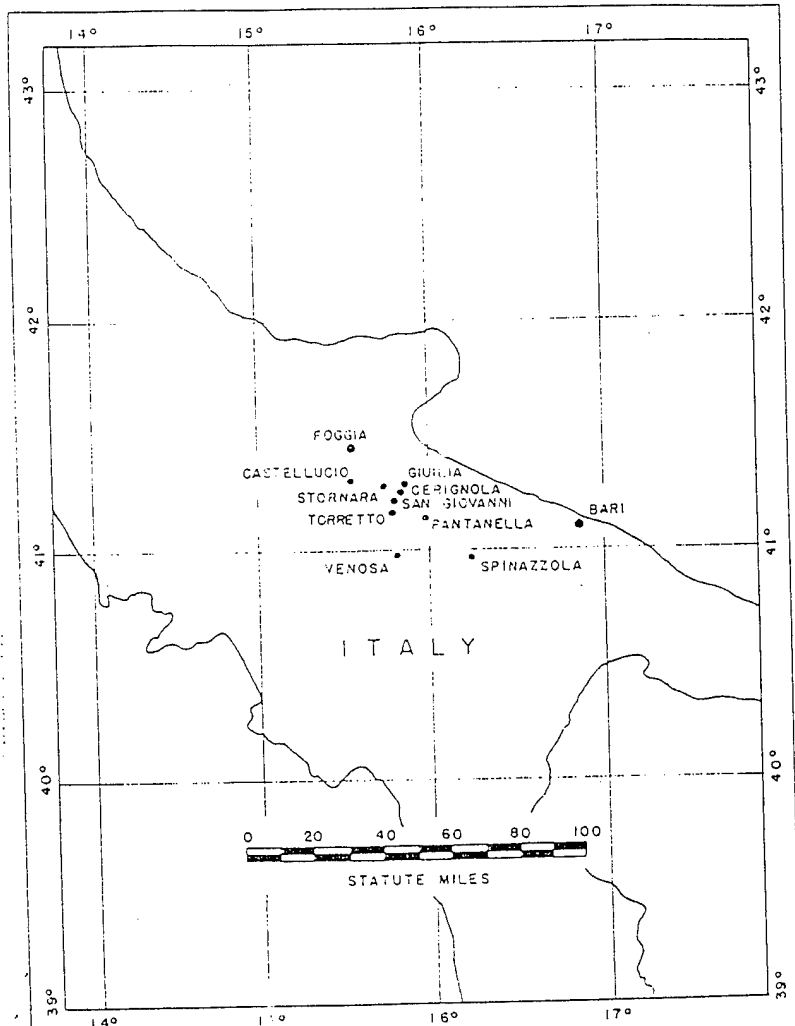 14° 15° 16° 17°
43° 43°
42° 42°
FOGGIA
CASTELLUCIO GIULIA
CERIGNOLA
STORNARA SAN GIOVANNI
BARI
TORRETTO PANTANELLA
41° 41°
VENOSA SPINAZZOLA
ITALY
40° 40°
0 20 40 60 80 100
STATUTE MILES
39° 39°
14° 15° 16° 17°